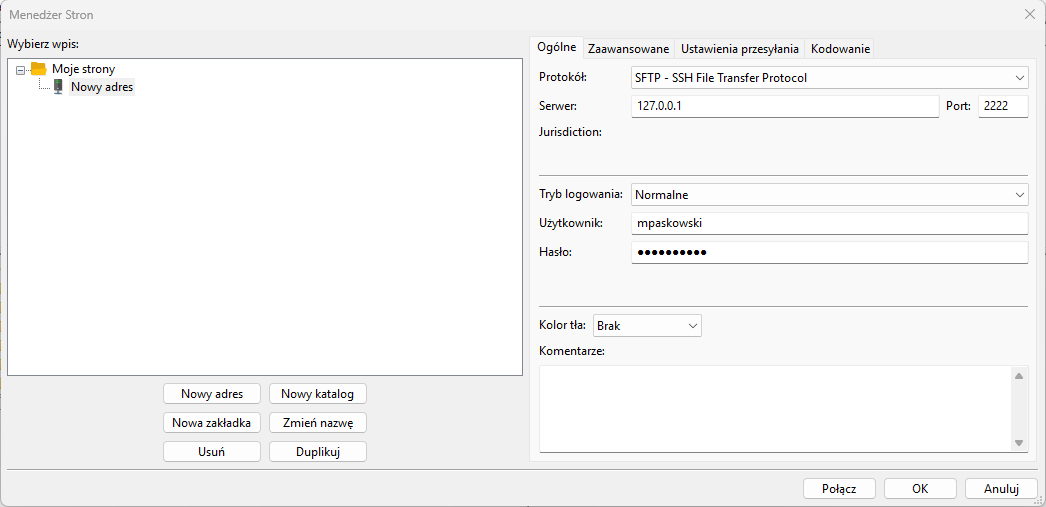 Menedżer Stron
Wybierz wpis:
Moje strony
Nowy adres
Nowy adres Nowy katalog
Nowa zakładka Zmień nazwę
Usuń Duplikuj
Ogólne Zaawansowane Ustawienia przesyłania Kodowanie
Protokół: SFTP - SSH File Transfer Protocol
Serwer: 127.0.0.1 Port: 2222
Jurisdiction:
Tryb logowania: Normalne
Użytkownik: mpaskowski
Hasło: ●●●●●●●●●●
Kolor tła: Brak
Komentarze:
Połącz OK Anuluj